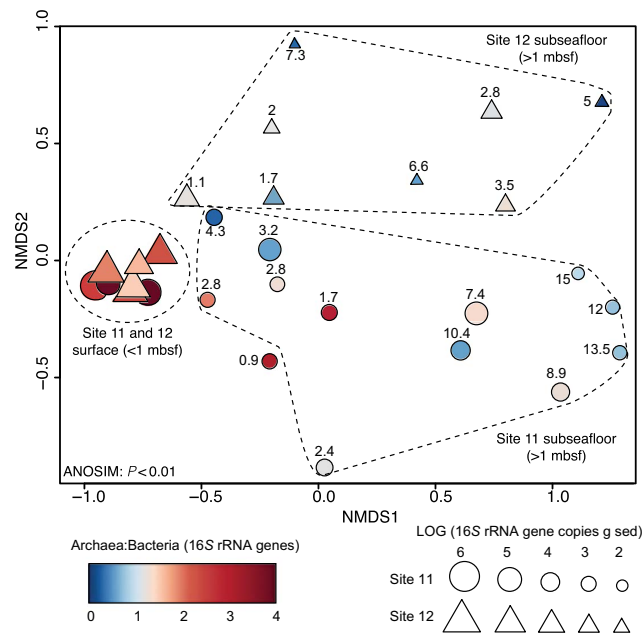 1.0
0.5
0.0
−0.5
NMDS2
Site 12 subseafloor
(>1 mbsf)
7.3
2.8
5
2
6.6
1.7
1.1
3.5
4.3
3.2
2.8
2.8
15
12
1.7
7.4
10.4
13.5
0.9
8.9
2.4
Site 11 and 12
surface (<1 mbsf)
Site 11 subseafloor
(>1 mbsf)
ANOSIM: P<0.01
−1.0 −0.5 0.0 0.5 1.0
NMDS1
Archaea:Bacteria (16S rRNA genes)
0 1 2 3 4
LOG (16S rRNA gene copies g sed)
6 5 4 3 2
Site 11
Site 12